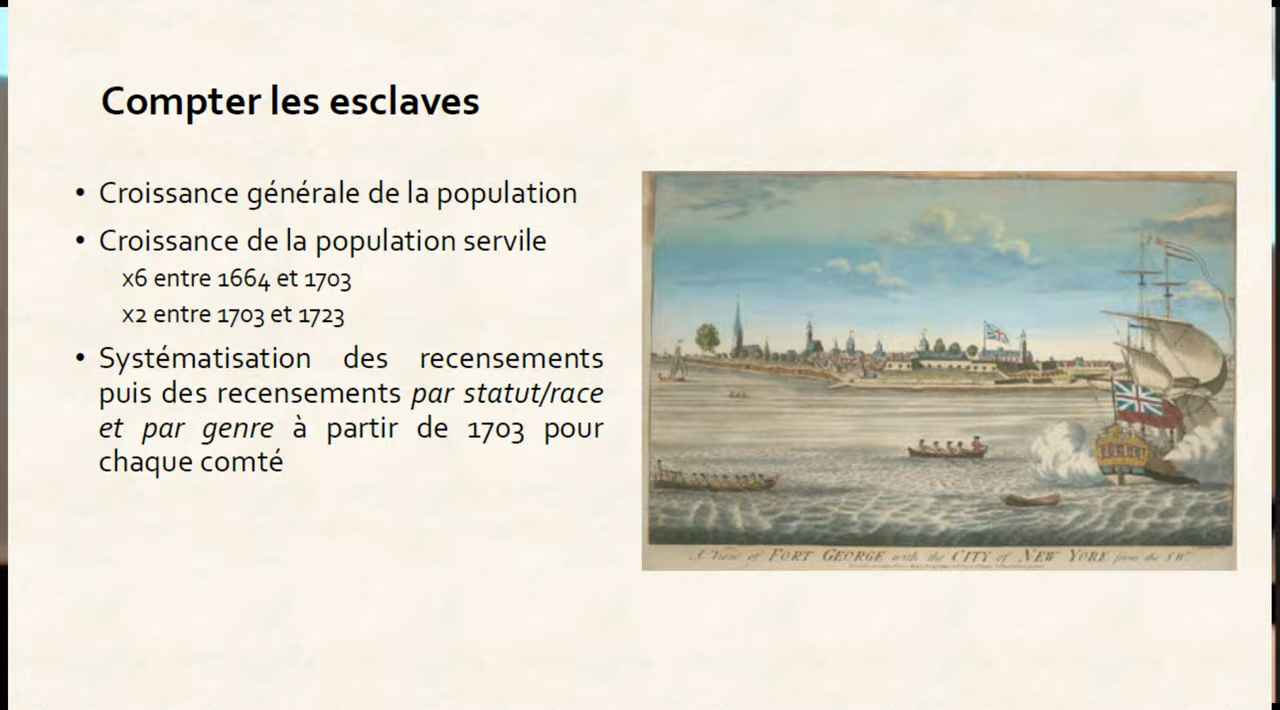 Compter les esclaves
• Croissance générale de la population
• Croissance de la population servile
x6 entre 1664 et 1703
x2 entre 1703 et 1723
• Systématisation des recensements
puis des recensements par statut/race
et par genre à partir de 1703 pour
chaque comté
A View of FORT GEORGE with the CITY of NEW YORK from the SW